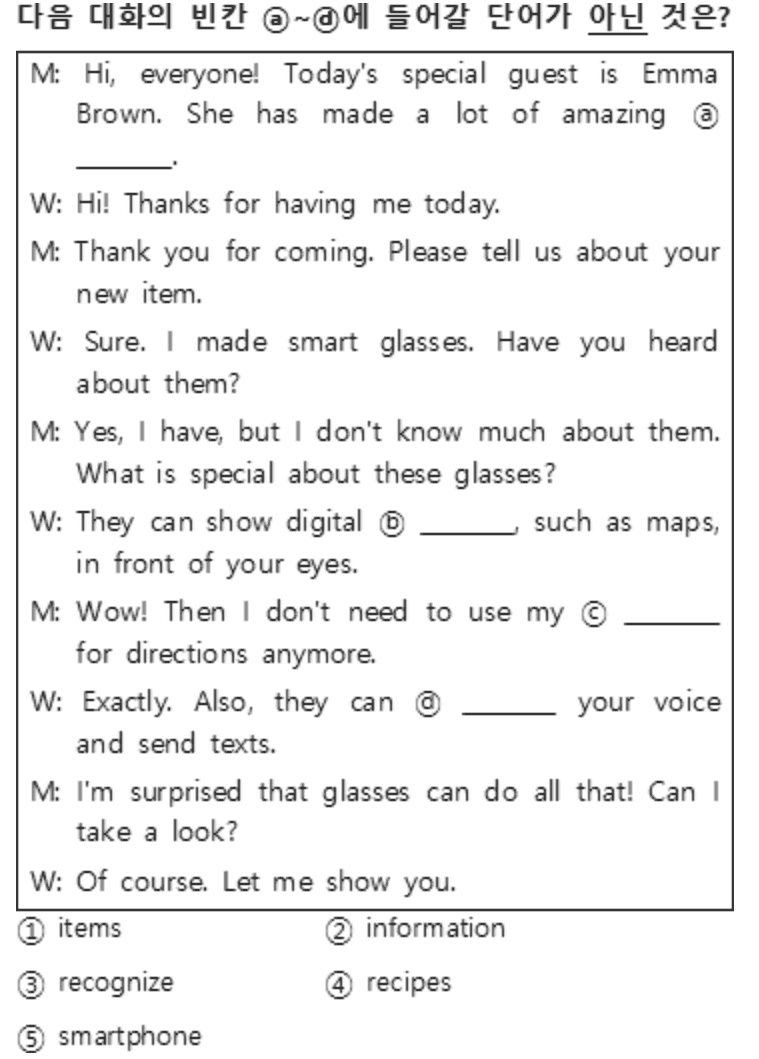 다음 대화의 빈칸 ⓐ~ⓓ에 들어갈 단어가 아닌 것은?
M: Hi, everyone! Today's special guest is Emma
Brown. She has made a lot of amazing ⓐ
_______.
W: Hi! Thanks for having me today.
M: Thank you for coming. Please tell us about your
new item.
W: Sure. I made smart glasses. Have you heard
about them?
M: Yes, I have, but I don't know much about them.
What is special about these glasses?
W: They can show digital ⓑ _______, such as maps,
in front of your eyes.
M: Wow! Then I don't need to use my ⓒ _______
for directions anymore.
W: Exactly. Also, they can ⓓ _______ your voice
and send texts.
M: I'm surprised that glasses can do all that! Can I
take a look?
W: Of course. Let me show you.
① items ② information
③ recognize ④ recipes
⑤ smartphone